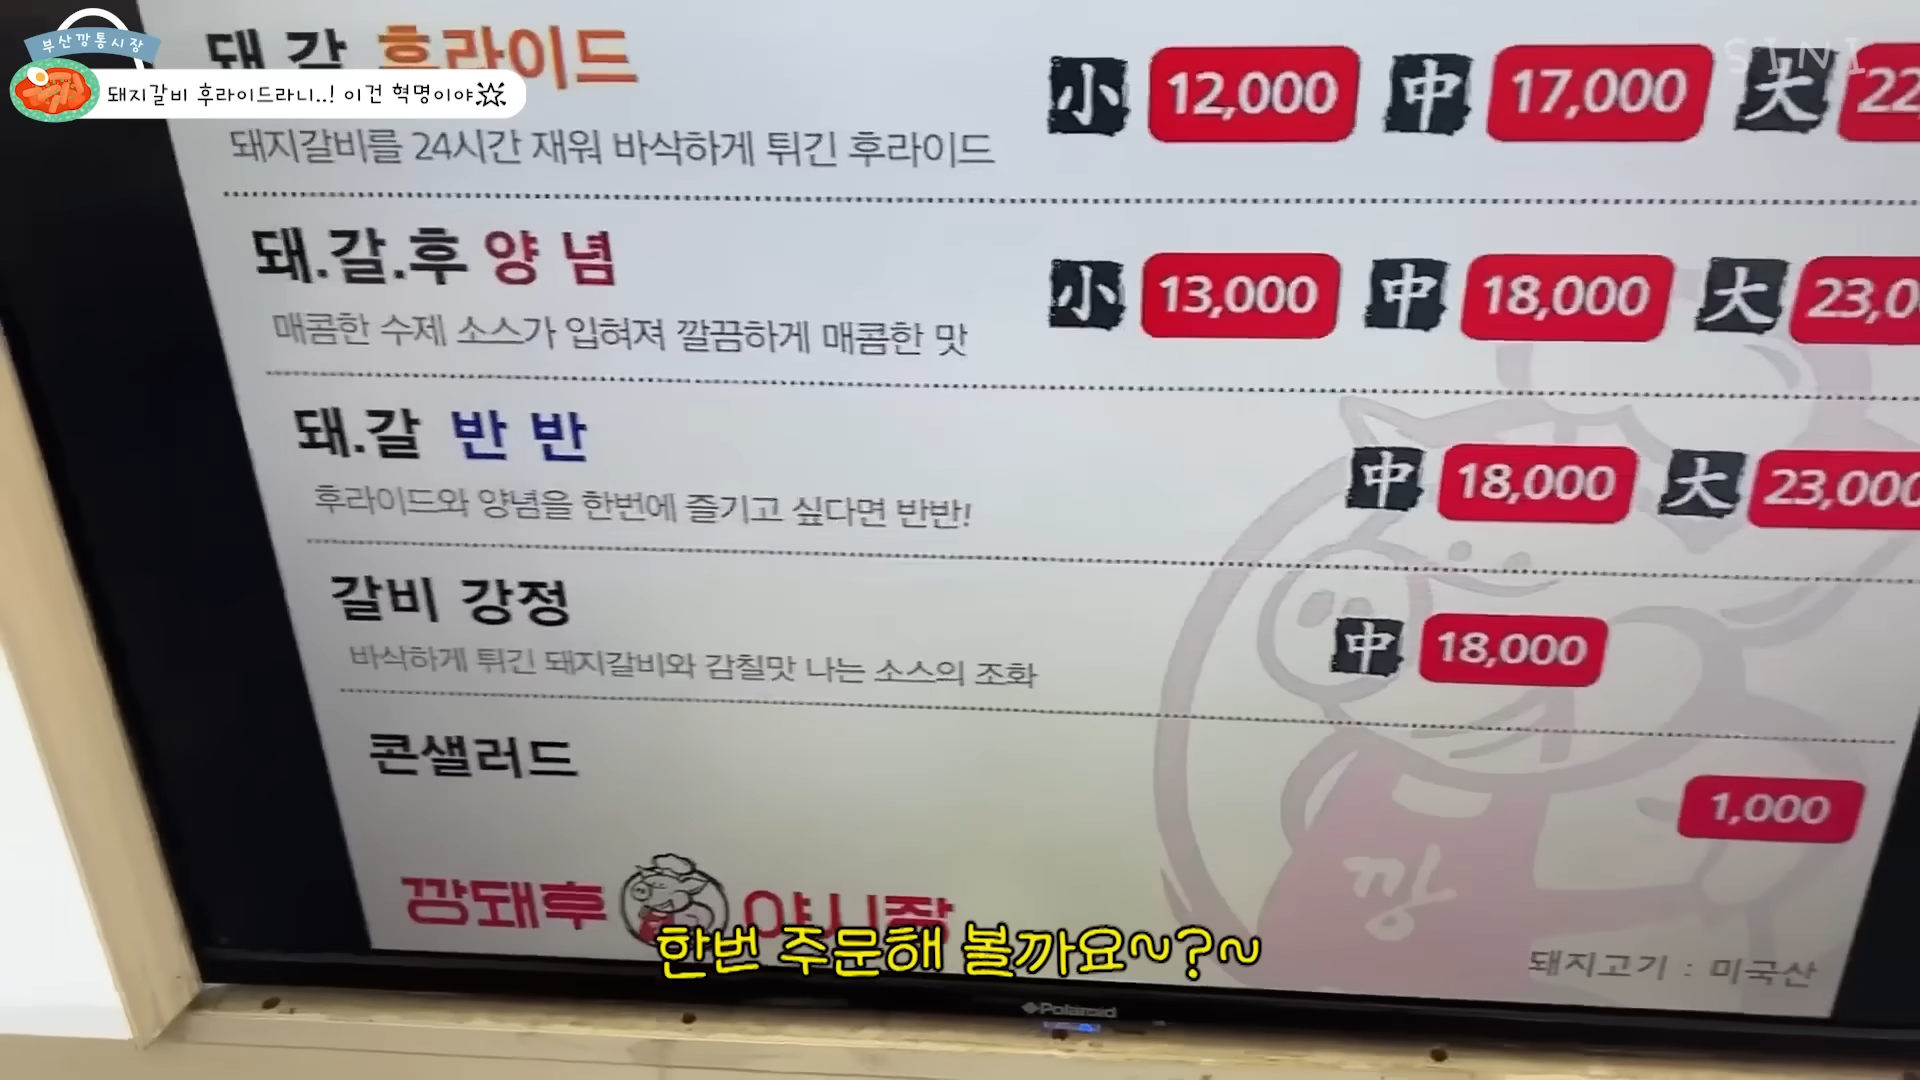 부산깡통시장
돼지갈비 후라이드라니..! 이건 혁명이야
SINI
돼 갈 후라이드 小 12,000 中 17,000 大 22,
돼지갈비를 24시간 재워 바삭하게 튀긴 후라이드
돼.갈.후 양 념 小 13,000 中 18,000 大 23,0
매콤한 수제 소스가 입혀져 깔끔하게 매콤한 맛
돼.갈 반 반 中 18,000 大 23,000
후라이드와 양념을 한번에 즐기고 싶다면 반반!
갈비 강정 中 18,000
바삭하게 튀긴 돼지갈비와 감칠맛 나는 소스의 조화
콘샐러드 1,000
깡
깡돼후 야시장
한번 주문해 볼까요~?~
돼지고기 : 미국산
Polaroid